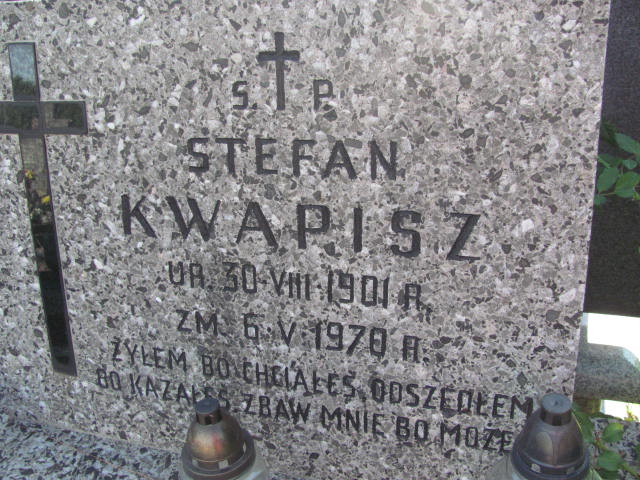 Ś. P.
STEFAN
KWAPISZ
UR. 30·VIII·1901 R.
ZM. 6·V·1970 R.
ŻYŁEM BO CHCIAŁEŚ, ODSZEDŁEM
BO KAZAŁEŚ ZBAW MNIE BO MOŻE